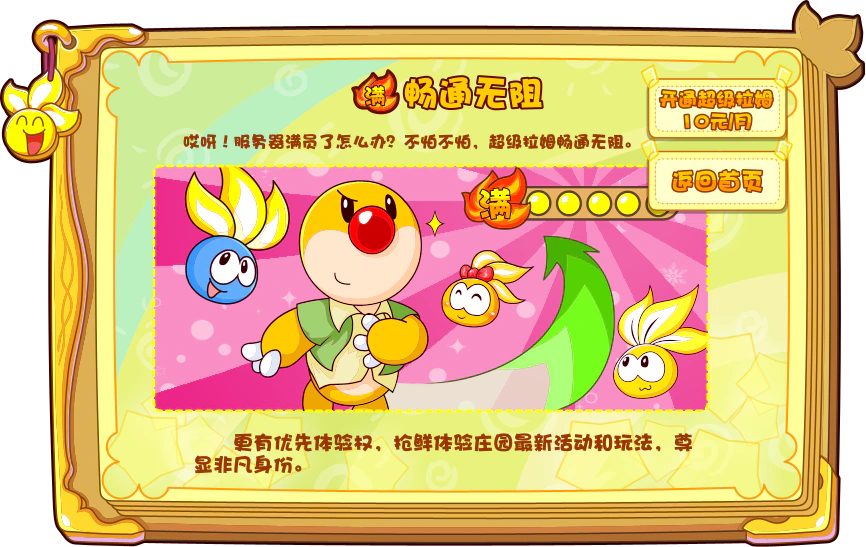 满 畅通无阻
开通超级拉姆
10元/月
哎呀！服务器满员了怎么办？不怕不怕，超级拉姆畅通无阻。
返回首页
满
更有优先体验权，抢鲜体验庄园最新活动和玩法，尊
显非凡身份。